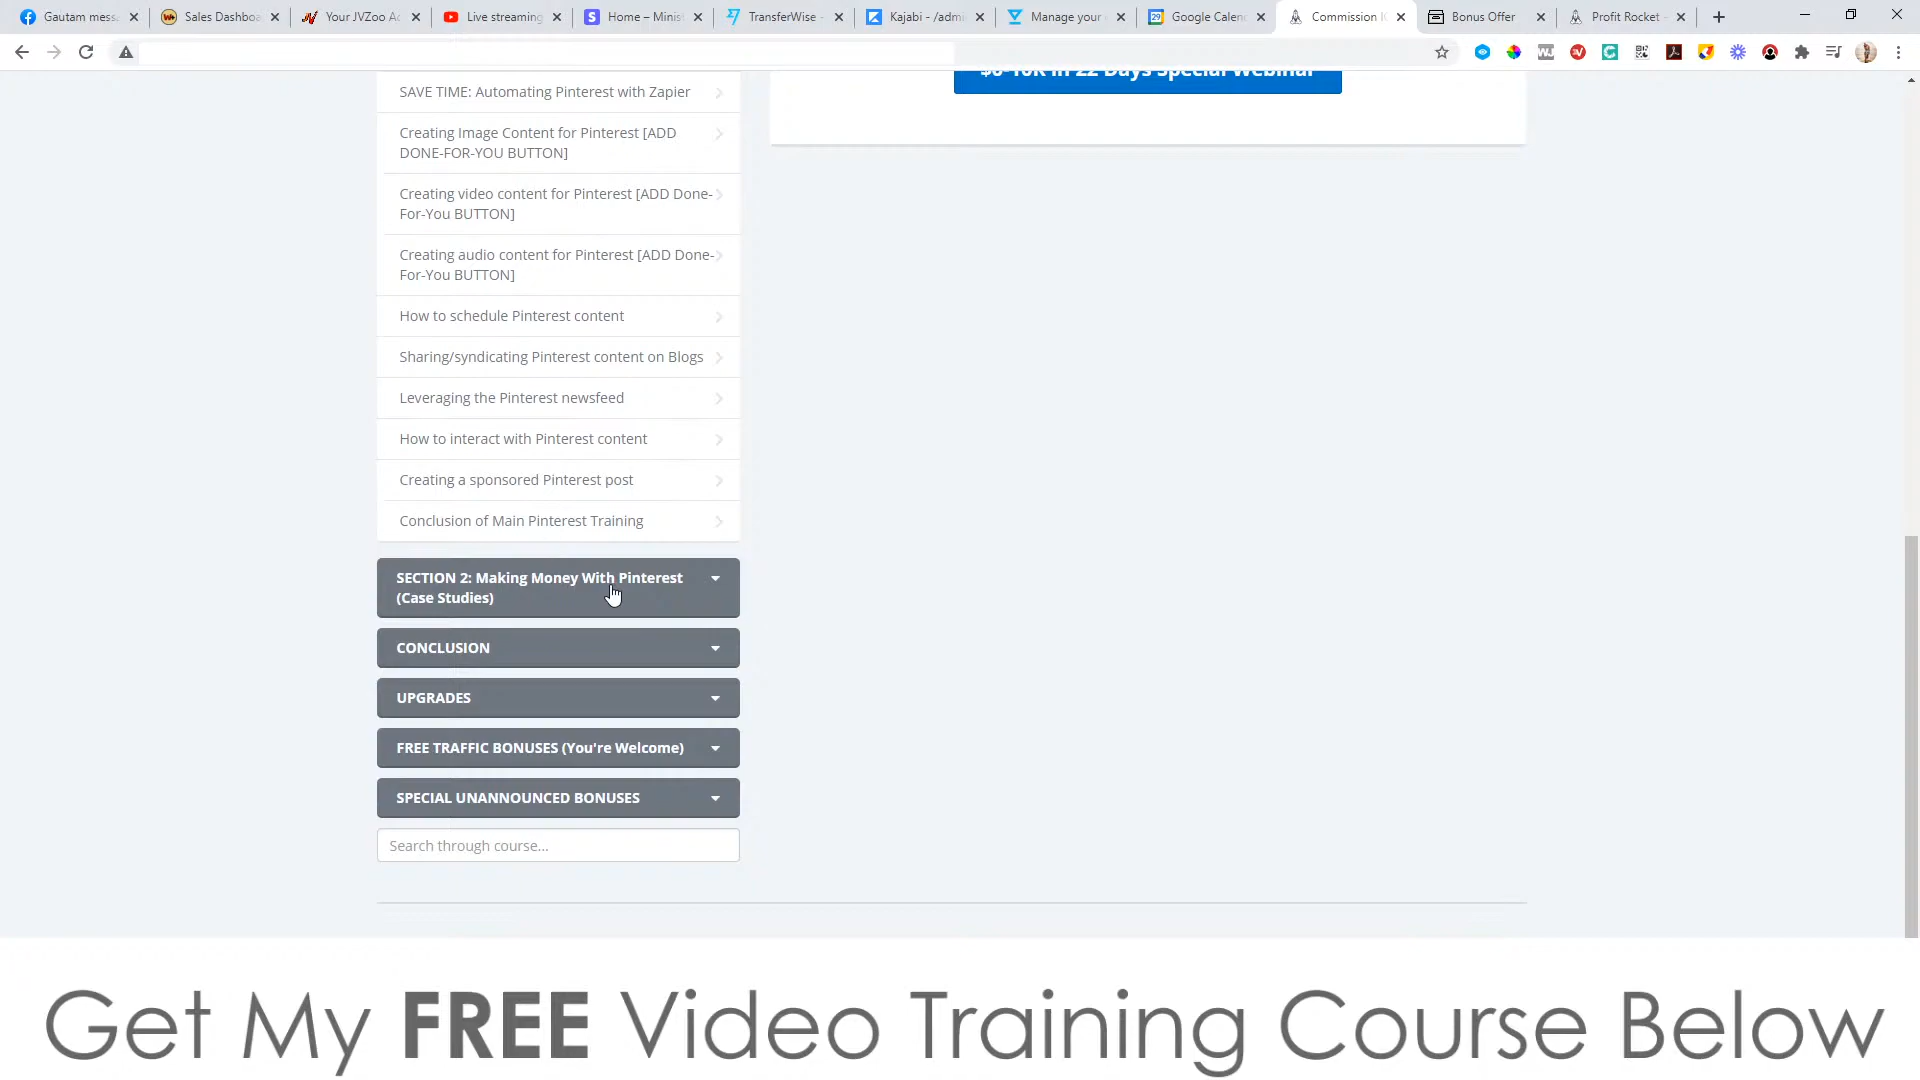 Gautam mess
Sales Dashboa
Your JVZoo Ac
Live streaming
Home – Minist
TransferWise -
Kajabi - /admi
Manage your
Google Calen
Commission I
Bonus Offer
Profit Rocket -
$6-10K in 22 Days Special Webinar
SAVE TIME: Automating Pinterest with Zapier
Creating Image Content for Pinterest [ADD
DONE-FOR-YOU BUTTON]
Creating video content for Pinterest [ADD Done-
For-You BUTTON]
Creating audio content for Pinterest [ADD Done-
For-You BUTTON]
How to schedule Pinterest content
Sharing/syndicating Pinterest content on Blogs
Leveraging the Pinterest newsfeed
How to interact with Pinterest content
Creating a sponsored Pinterest post
Conclusion of Main Pinterest Training
SECTION 2: Making Money With Pinterest
(Case Studies)
CONCLUSION
UPGRADES
FREE TRAFFIC BONUSES (You're Welcome)
SPECIAL UNANNOUNCED BONUSES
Search through course...
Get My FREE Video Training Course Below